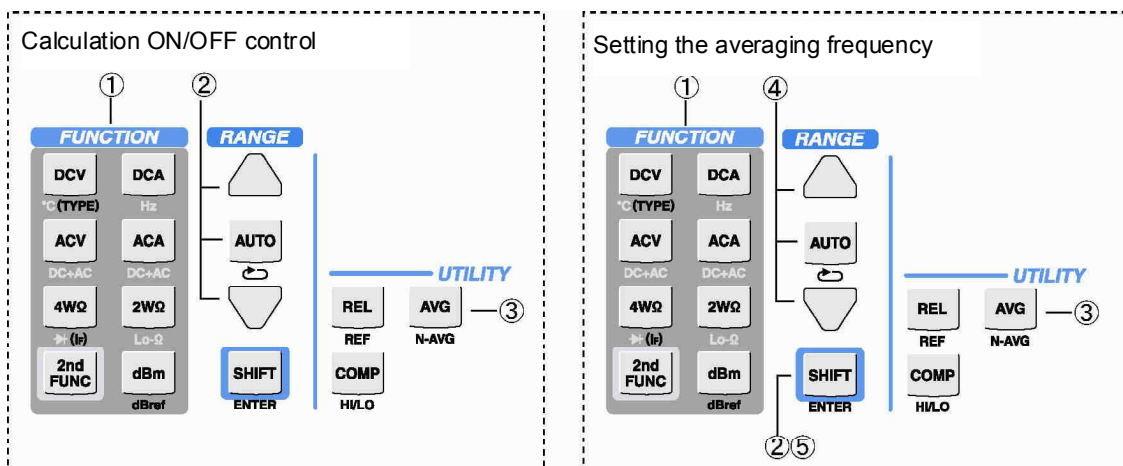 Calculation ON/OFF control
① ②
FUNCTION RANGE
DCV DCA
°C(TYPE) Hz
ACV ACA AUTO
DC+AC DC+AC
UTILITY
4WΩ 2WΩ REL AVG ③
(IF) Lo-Ω REF N-AVG
2nd FUNC dBm SHIFT COMP
dBref ENTER HI/LO
Setting the averaging frequency
① ④
FUNCTION RANGE
DCV DCA
°C(TYPE) Hz
ACV ACA AUTO
DC+AC DC+AC
UTILITY
4WΩ 2WΩ REL AVG ③
(IF) Lo-Ω REF N-AVG
2nd FUNC dBm SHIFT COMP
dBref ENTER HI/LO
②⑤